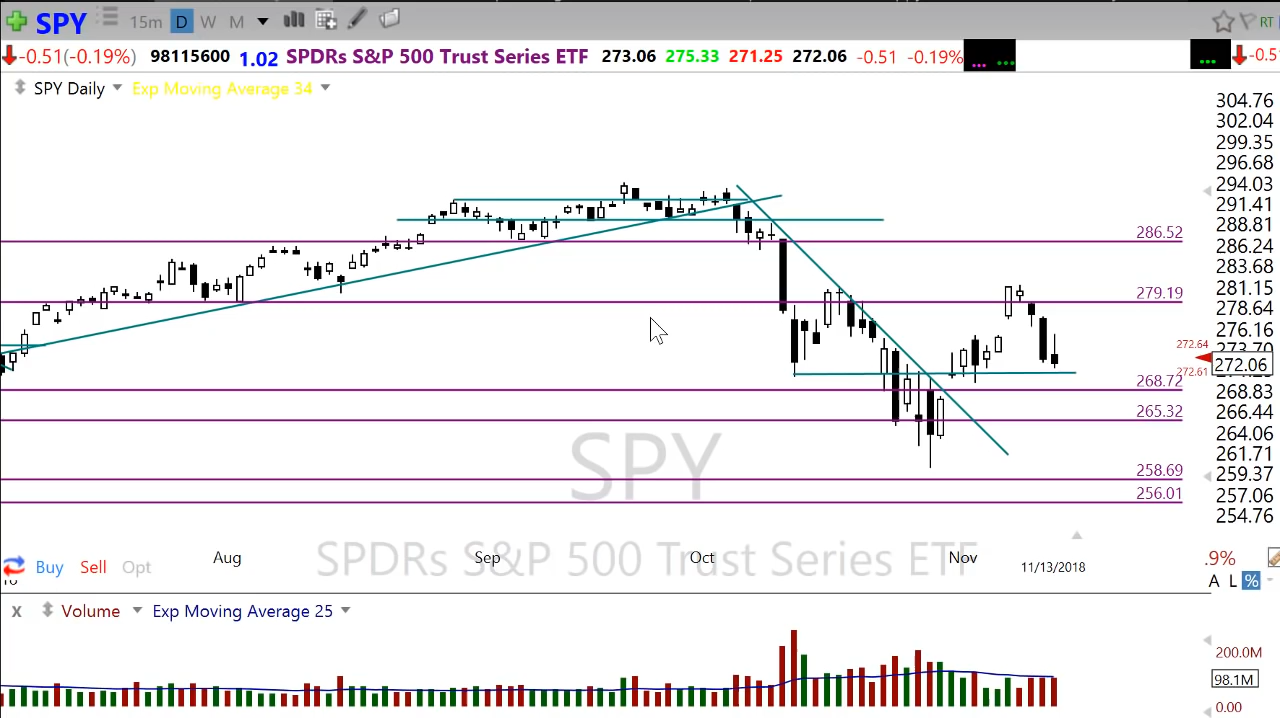 SPY 15m D W M RT
-0.51(-0.19%) 98115600 1.02 SPDRs S&P 500 Trust Series ETF 273.06 275.33 271.25 272.06 -0.51 -0.19% ... ... ... -0.5
SPY Daily Exp Moving Average 34
304.76
302.04
299.35
296.68
294.03
291.41
288.81
286.52
286.24
283.68
279.19
281.15
278.64
276.16
272.64
273.70
272.06
272.61
268.72
268.83
265.32
266.44
264.06
261.71
258.69
259.37
256.01
257.06
254.76
SPY
SPDRs S&P 500 Trust Series ETF
Aug Sep Oct Nov 11/13/2018
Buy Sell Opt
.9%
A L %
X Volume Exp Moving Average 25
200.0M
98.1M
0.00